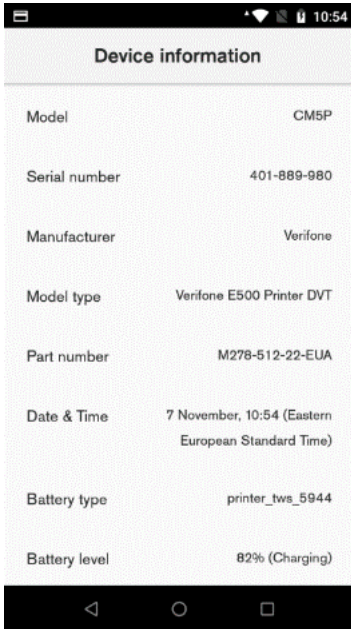 10:54
Device information
Model CM5P
Serial number 401-889-980
Manufacturer Verifone
Model type Verifone E500 Printer DVT
Part number M278-512-22-EUA
Date & Time 7 November, 10:54 (Eastern
European Standard Time)
Battery type printer_tws_5944
Battery level 82% (Charging)